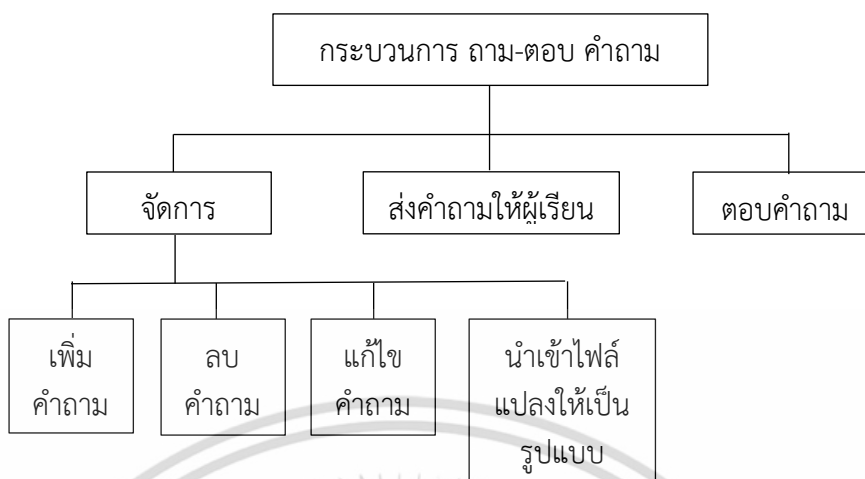 กระบวนการ ถาม-ตอบ คำถาม
จัดการ
ส่งคำถามให้ผู้เรียน
ตอบคำถาม
เพิ่ม
คำถาม
ลบ
คำถาม
แก้ไข
คำถาม
นำเข้าไฟล์
แปลงให้เป็น
รูปแบบ